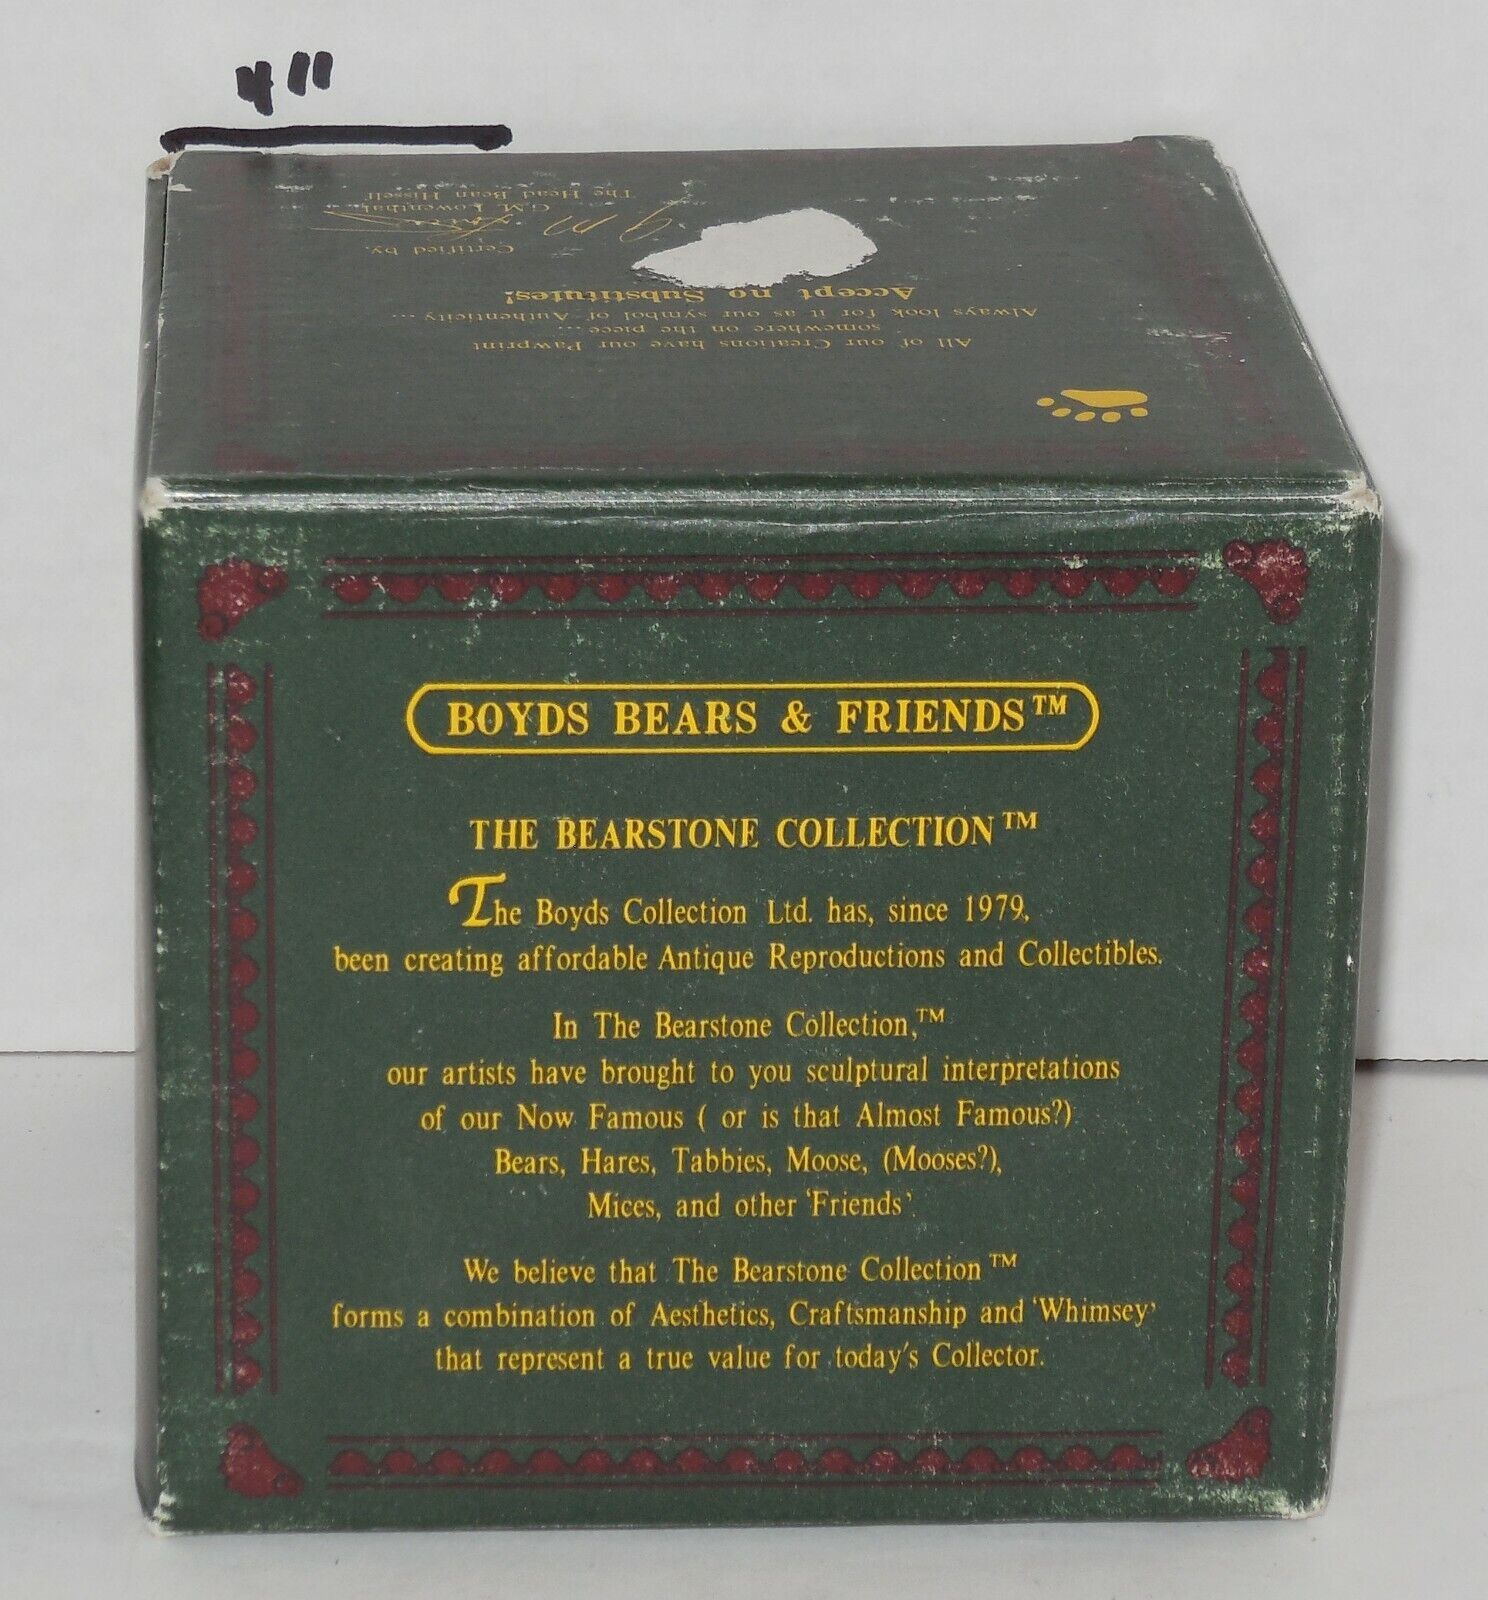 4"
All of our Creations have our Pawprint
somewhere on the piece...
Always look for it as our symbol of Authenticity...
Accept no Substitutes!
Certified by,
G.M. Lowenthal
The Head Bean Hisself
BOYDS BEARS & FRIENDS™
THE BEARSTONE COLLECTION™
The Boyds Collection Ltd. has, since 1979,
been creating affordable Antique Reproductions and Collectibles.
In The Bearstone Collection,™
our artists have brought to you sculptural interpretations
of our Now Famous ( or is that Almost Famous?)
Bears, Hares, Tabbies, Moose, (Mooses?),
Mices, and other 'Friends'.
We believe that The Bearstone Collection™
forms a combination of Aesthetics, Craftsmanship and 'Whimsey'
that represent a true value for today's Collector.